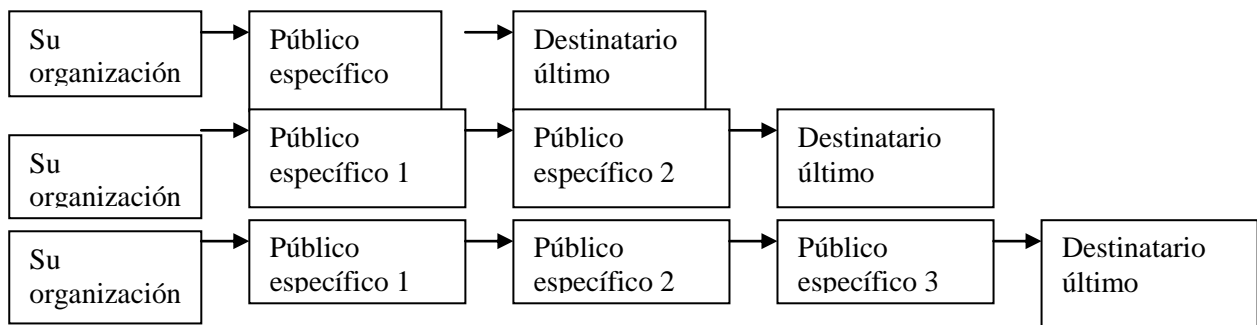 Su
organización
Público
específico
Destinatario
último
Su
organización
Público
específico 1
Público
específico 2
Destinatario
último
Su
organización
Público
específico 1
Público
específico 2
Público
específico 3
Destinatario
último